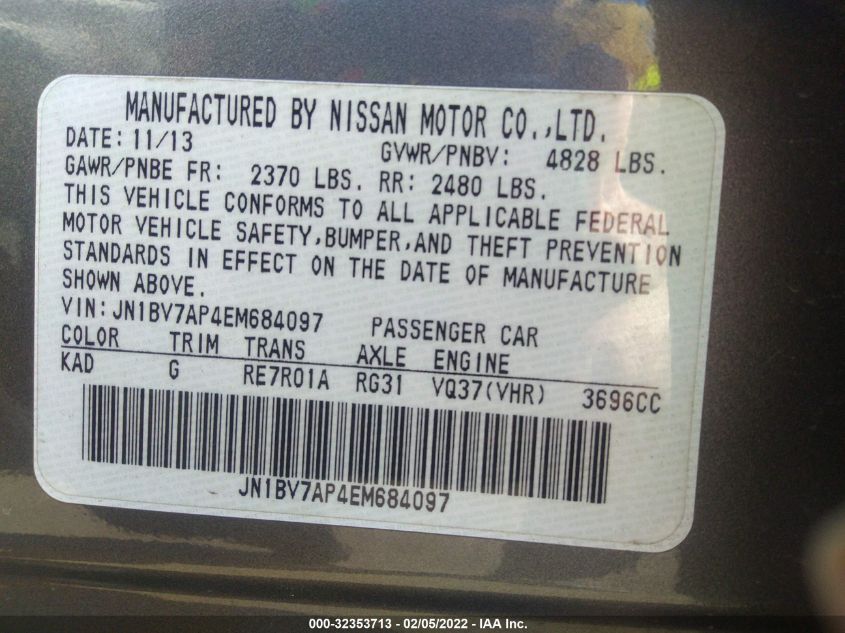 MANUFACTURED BY NISSAN MOTOR CO.,LTD.
DATE: 11/13 GVWR/PNBV: 4828 LBS.
GAWR/PNBE FR: 2370 LBS. RR: 2480 LBS.
THIS VEHICLE CONFORMS TO ALL APPLICABLE FEDERAL
MOTOR VEHICLE SAFETY,BUMPER,AND THEFT PREVENTION
STANDARDS IN EFFECT ON THE DATE OF MANUFACTURE
SHOWN ABOVE.
VIN:JN1BV7AP4EM684097 PASSENGER CAR
COLOR TRIM TRANS AXLE ENGINE
KAD G RE7R01A RG31 VQ37(VHR) 3696CC
JN1BV7AP4EM684097
000-32353713 - 02/05/2022 - IAA Inc.